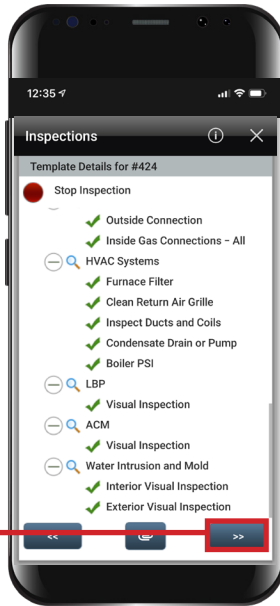 12:35
Inspections
Template Details for #424
Stop Inspection
Outside Connection
Inside Gas Connections - All
HVAC Systems
Furnace Filter
Clean Return Air Grille
Inspect Ducts and Coils
Condensate Drain or Pump
Boiler PSI
LBP
Visual Inspection
ACM
Visual Inspection
Water Intrusion and Mold
Interior Visual Inspection
Exterior Visual Inspection
<< >>